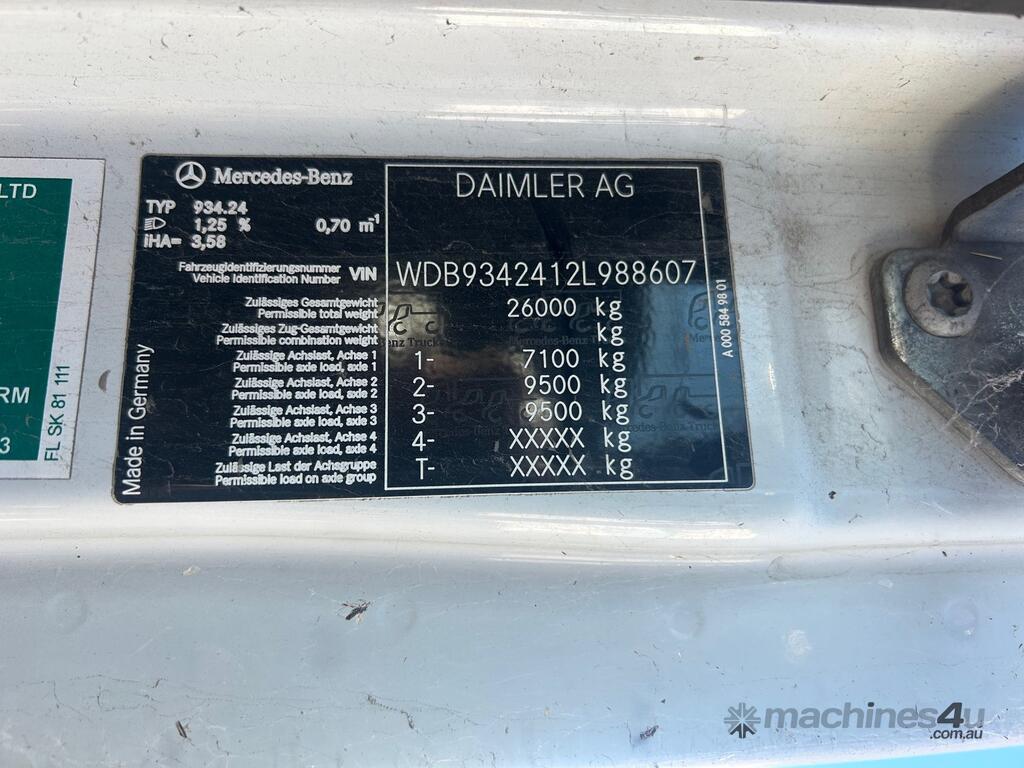 LTD
RM
3
FL SK 81 111
Mercedes-Benz
DAIMLER AG
TYP 934.24
1,25 % 0,70 m⁻¹
iHA= 3,58
Fahrzeugidentifizierungsnummer
Vehicle Identification Number VIN WDB9342412L988607
Zulässiges Gesamtgewicht
Permissible total weight 26000 kg
Zulässiges Zug-Gesamtgewicht
Permissible combination weight kg
Zulässige Achslast, Achse 1
Permissible axle load, axle 1 1- 7100 kg
Zulässige Achslast, Achse 2
Permissible axle load, axle 2 2- 9500 kg
Zulässige Achslast, Achse 3
Permissible axle load, axle 3 3- 9500 kg
Zulässige Achslast, Achse 4
Permissible axle load, axle 4 4- XXXXX kg
Zulässige Last der Achsgruppe
Permissible load on axle group T- XXXXX kg
Made in Germany
A 000 584 98 01
machines4u
.com.au